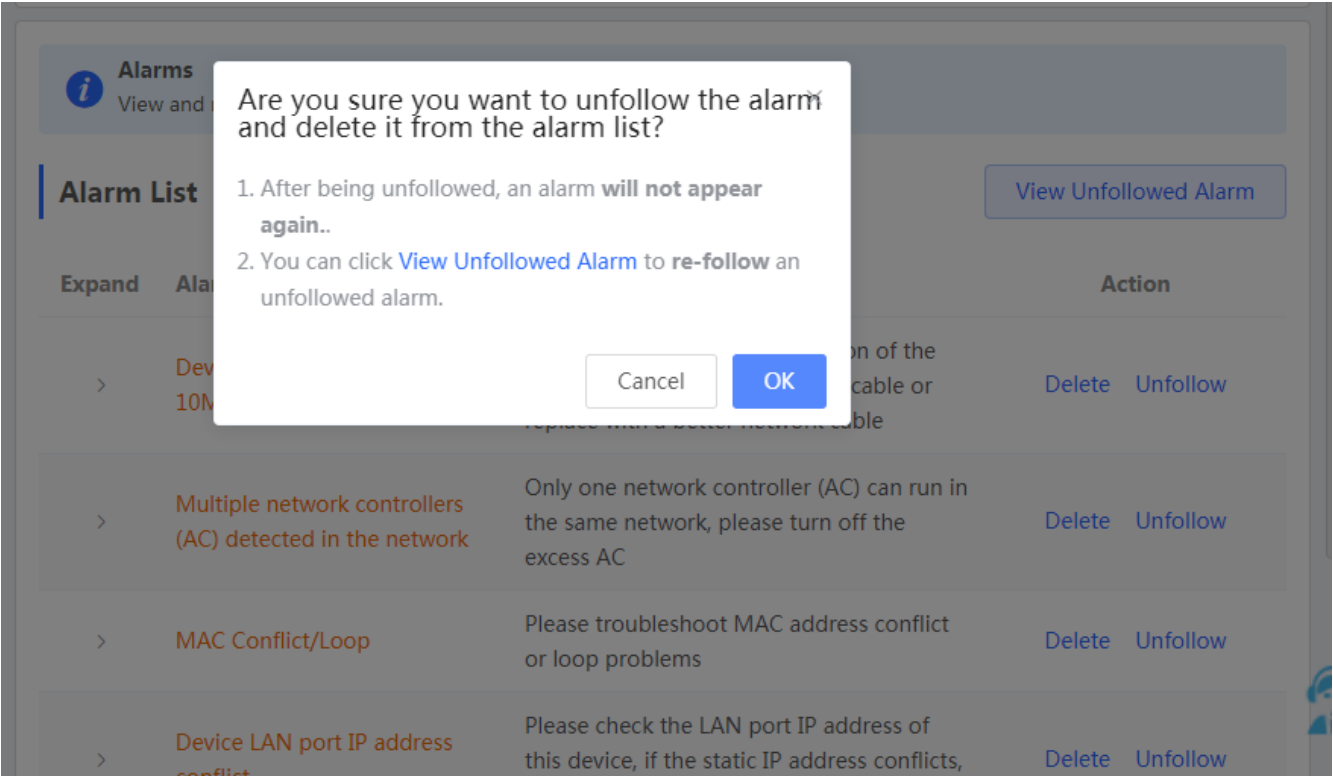 Alarms
View and
Are you sure you want to unfollow the alarm
and delete it from the alarm list?
1. After being unfollowed, an alarm will not appear
again..
2. You can click View Unfollowed Alarm to re-follow an
unfollowed alarm.
Cancel OK
Alarm List
View Unfollowed Alarm
Expand
Action
of the
cable or
replace with a better network cable
Delete Unfollow
Multiple network controllers
(AC) detected in the network
Only one network controller (AC) can run in
the same network, please turn off the
excess AC
Delete Unfollow
MAC Conflict/Loop
Please troubleshoot MAC address conflict
or loop problems
Delete Unfollow
Device LAN port IP address
conflict
Please check the LAN port IP address of
this device, if the static IP address conflicts,
Delete Unfollow